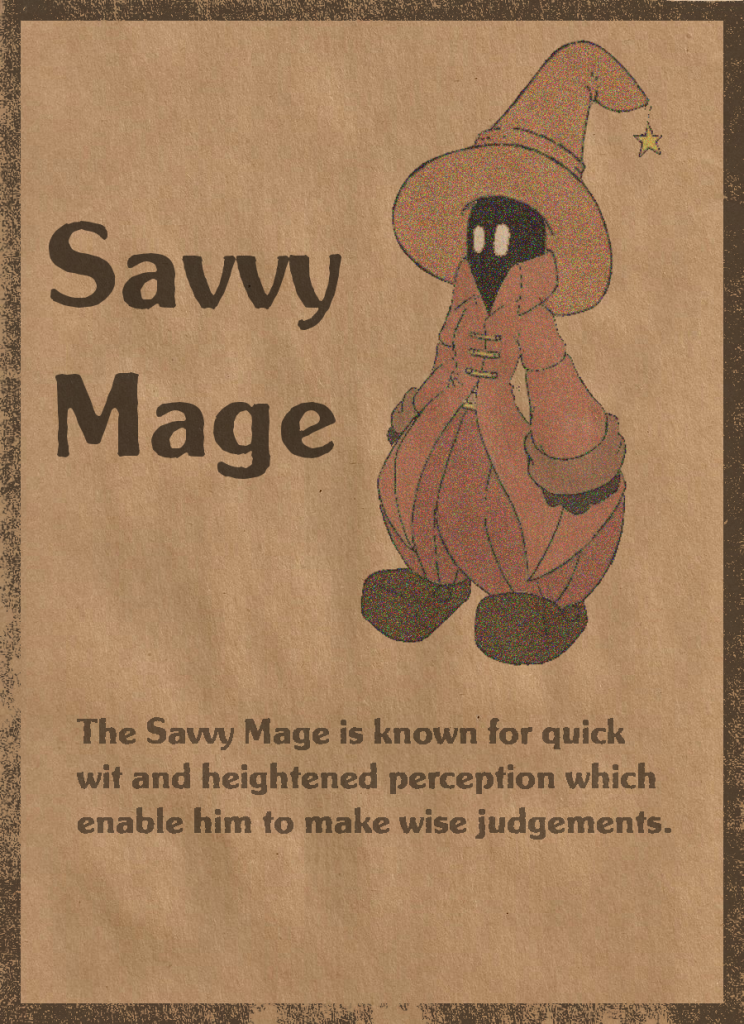 Savvy
Mage
The Savvy Mage is known for quick
wit and heightened perception which
enable him to make wise judgements.